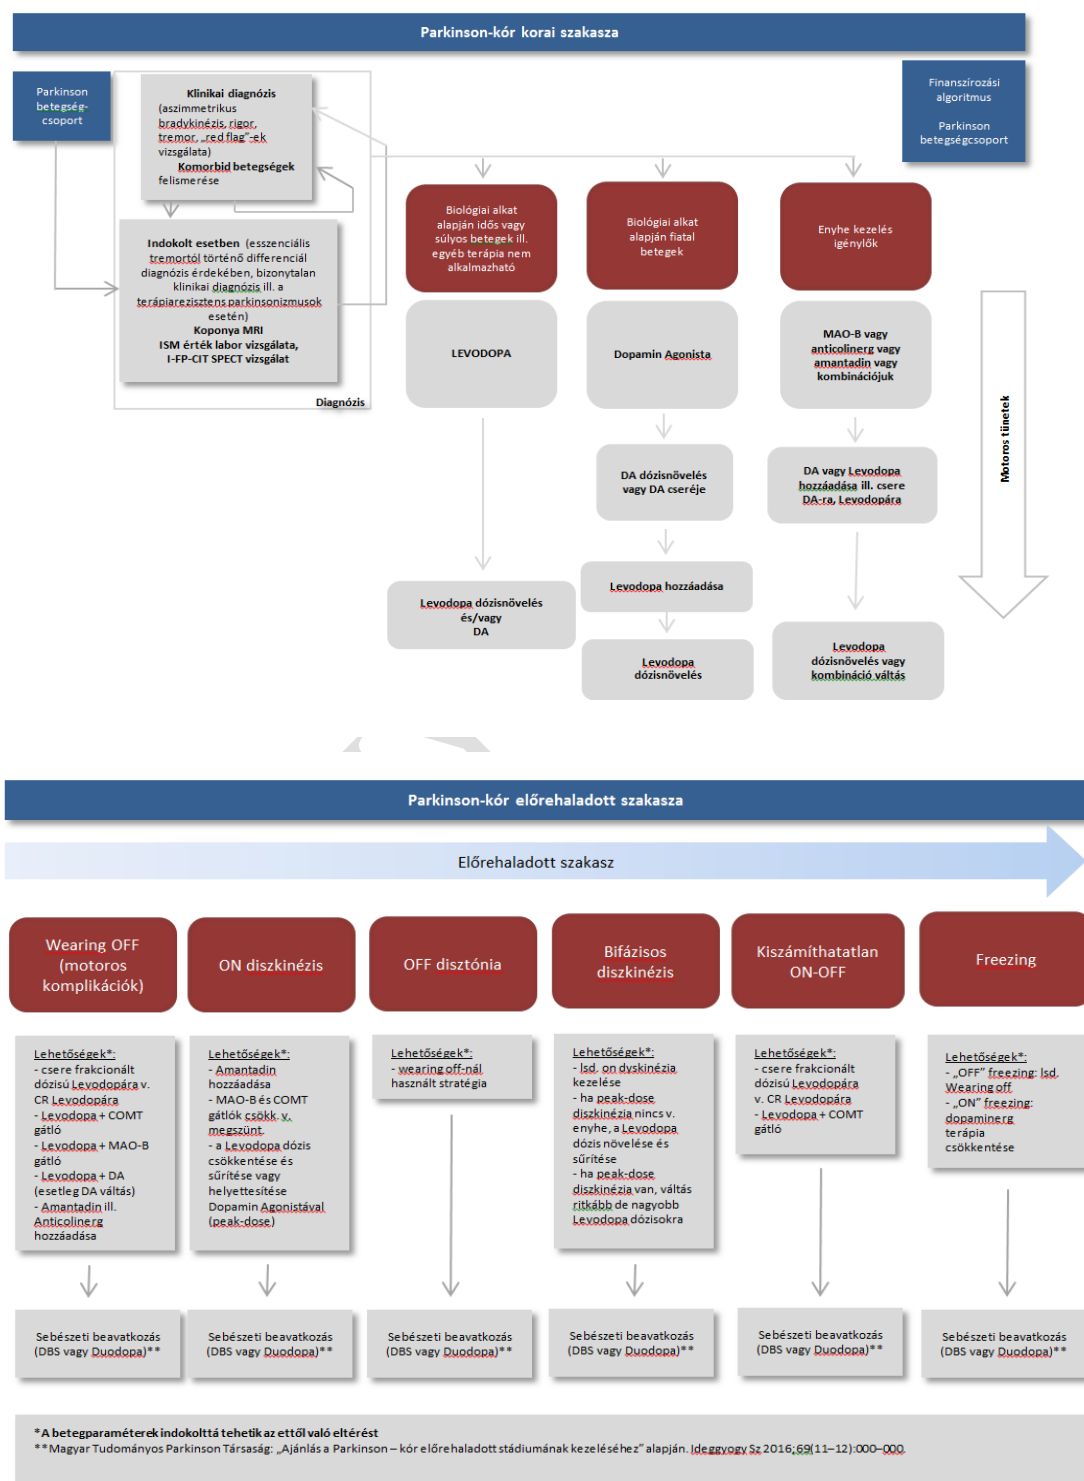 Parkinson-kór korai szakasza
Parkinson
betegség-
csoport
Klinikai diagnózis
(aszimmetrikus
bradykinézis, rigor,
tremor, „red flag"-ek
vizsgálata)
Komorbid betegségek
felismerése
Indokolt esetben (esszenciális
tremortól történő differenciál
diagnózis érdekében, bizonytalan
klinikai diagnózis ill. a
terápiarezisztens parkinsonizmusok
esetén)
Koponya MRI
ISM érték labor vizsgálata,
I-FP-CIT SPECT vizsgálat
Diagnózis
Finanszírozási
algoritmus
Parkinson
betegségcsoport
Biológiai alkat
alapján idős vagy
súlyos betegek ill.
egyéb terápia nem
alkalmazható
LEVODOPA
Levodopa dózisnövelés
és/vagy
DA
Biológiai alkat
alapján fiatal
betegek
Dopamin Agonista
DA dózisnövelés
vagy DA cseréje
Levodopa hozzáadása
Levodopa
dózisnövelés
Enyhe kezelés
igénylők
MAO-B vagy
anticolinerg vagy
amantadin vagy
kombinációjuk
DA vagy Levodopa
hozzáadása ill. csere
DA-ra, Levodopára
Levodopa
dózisnövelés vagy
kombináció váltás
Motoros tünetek
Parkinson-kór előrehaladott szakasza
Előrehaladott szakasz
Wearing OFF
(motoros
komplikációk)
Lehetőségek*:
- csere frakcionált
dózisú Levodopára v.
CR Levodopára
- Levodopa + COMT
gátló
- Levodopa + MAO-B
gátló
- Levodopa + DA
(esetleg DA váltás)
- Amantadin ill.
Anticolinerg
hozzáadása
Sebészeti beavatkozás
(DBS vagy Duodopa)**
ON diszkinézis
Lehetőségek*:
- Amantadin
hozzáadása
- MAO-B és COMT
gátlók csökk. v.
megszünt.
- a Levodopa dózis
csökkentése és
sűrítése vagy
helyettesítése
Dopamin Agonistával
(peak-dose)
Sebészeti beavatkozás
(DBS vagy Duodopa)**
OFF disztónia
Lehetőségek*:
- wearing off-nál
használt stratégia
Sebészeti beavatkozás
(DBS vagy Duodopa)**
Bifázisos
diszkinézis
Lehetőségek*:
- lsd. on dyskinézia
kezelése
- ha peak-dose
diszkinézia nincs v.
enyhe, a Levodopa
dózis növelése és
sűrítése
- ha peak-dose
diszkinézia van, váltás
ritkább de nagyobb
Levodopa dózisokra
Sebészeti beavatkozás
(DBS vagy Duodopa)**
Kiszámíthatatlan
ON-OFF
Lehetőségek*:
- csere frakcionált
dózisú Levodopára
v. CR Levodopára
- Levodopa + COMT
gátló
Sebészeti beavatkozás
(DBS vagy Duodopa)**
Freezing
Lehetőségek*:
- „OFF" freezing: lsd.
Wearing off
- „ON" freezing:
dopaminerg
terápia
csökkentése
Sebészeti beavatkozás
(DBS vagy Duodopa)**
*A betegparaméterek indokolttá tehetik az ettől való eltérést
**Magyar Tudományos Parkinson Társaság: „Ajánlás a Parkinson – kór előrehaladott stádiumának kezeléséhez" alapján. Ideggyogy Sz 2016;69(11–12):000–000.